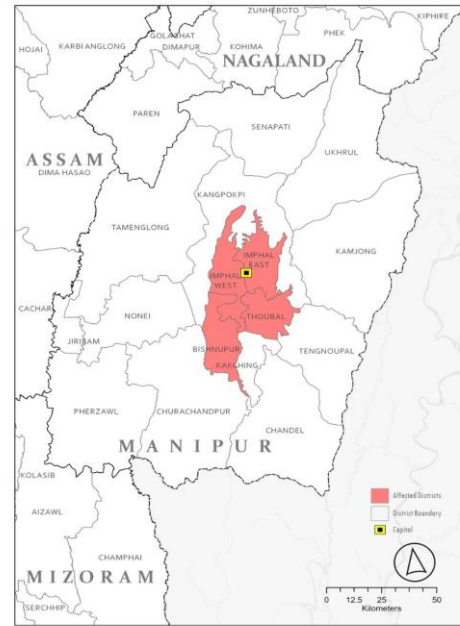 ZUNHEBOTO
KIPHIRE
GOLAGHAT
HOJAI
KARBI ANGLONG
DIMAPUR
KOHIMA
PHEK
NAGALAND
PAREN
SENAPATI
UKHRUL
ASSAM
DIMA HASAO
KANGPOKPI
TAMENGLONG
KAMJONG
IMPHAL
EAST
IMPHAL
WEST
CACHAR
NONEI
THOUBAL
JIRIBAM
BISHNUPUR
TENGNOUPAL
KAKCHING
PHERZAWL
CHURACHANDPUR
CHANDEL
MANIPUR
KOLASIB
AIZAWL
CHAMPHAI
MIZORAM
SERCHHIP
Affected Districts
District Boundary
Capital
0 12.5 25 50
Kilometers